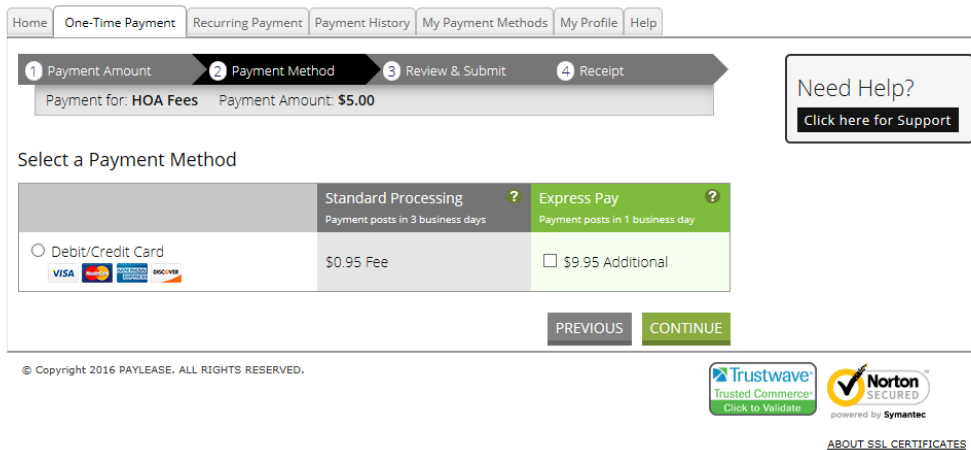 Home One-Time Payment Recurring Payment Payment History My Payment Methods My Profile Help
1 Payment Amount 2 Payment Method 3 Review & Submit 4 Receipt
Payment for: HOA Fees Payment Amount: $5.00
Need Help?
Click here for Support
Select a Payment Method
Standard Processing ? Express Pay ?
Payment posts in 3 business days Payment posts in 1 business day
Debit/Credit Card
VISA MasterCard AMERICAN EXPRESS DISCOVER
$0.95 Fee $9.95 Additional
PREVIOUS CONTINUE
© Copyright 2016 PAYLEASE. ALL RIGHTS RESERVED.
Trustwave®
Trusted Commerce®
Click to Validate
Norton™
SECURED
powered by Symantec
ABOUT SSL CERTIFICATES